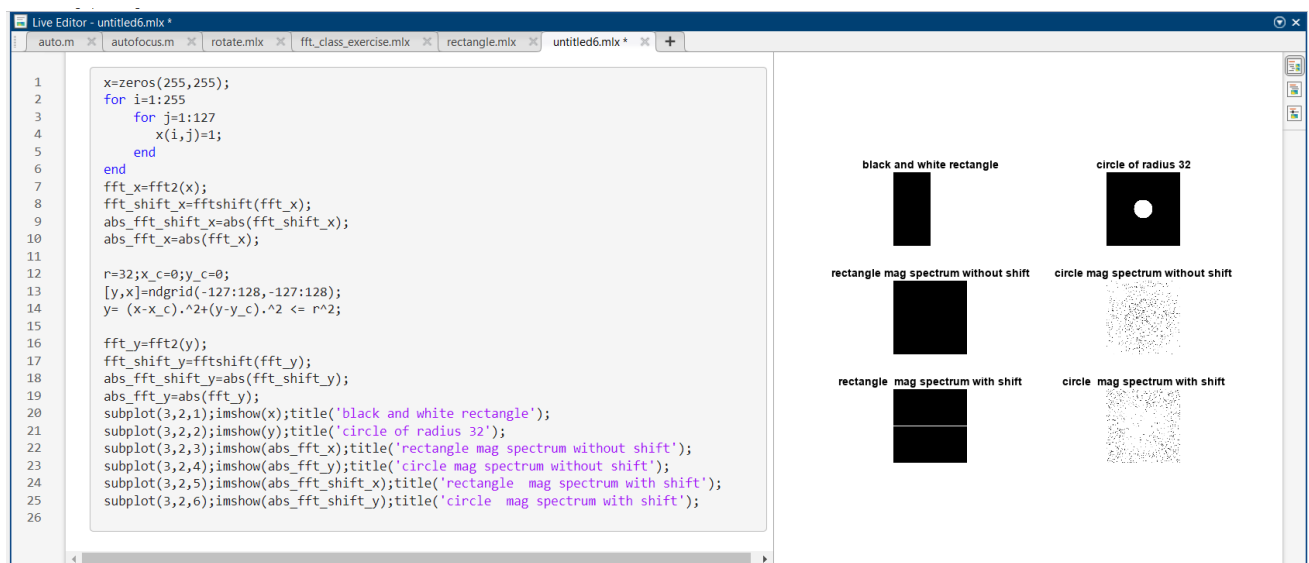 Live Editor - untitled6.mlx *
auto.m autofocus.m rotate.mlx fft._class_exercise.mlx rectangle.mlx untitled6.mlx * +
1 x=zeros(255,255);
2 for i=1:255
3 for j=1:127
4 x(i,j)=1;
5 end
6 end
7 fft_x=fft2(x);
8 fft_shift_x=fftshift(fft_x);
9 abs_fft_shift_x=abs(fft_shift_x);
10 abs_fft_x=abs(fft_x);
11
12 r=32;x_c=0;y_c=0;
13 [y,x]=ndgrid(-127:128,-127:128);
14 y= (x-x_c).^2+(y-y_c).^2 <= r^2;
15
16 fft_y=fft2(y);
17 fft_shift_y=fftshift(fft_y);
18 abs_fft_shift_y=abs(fft_shift_y);
19 abs_fft_y=abs(fft_y);
20 subplot(3,2,1);imshow(x);title('black and white rectangle');
21 subplot(3,2,2);imshow(y);title('circle of radius 32');
22 subplot(3,2,3);imshow(abs_fft_x);title('rectangle mag spectrum without shift');
23 subplot(3,2,4);imshow(abs_fft_y);title('circle mag spectrum without shift');
24 subplot(3,2,5);imshow(abs_fft_shift_x);title('rectangle  mag spectrum with shift');
25 subplot(3,2,6);imshow(abs_fft_shift_y);title('circle  mag spectrum with shift');
26
black and white rectangle
circle of radius 32
rectangle mag spectrum without shift
circle mag spectrum without shift
rectangle  mag spectrum with shift
circle  mag spectrum with shift